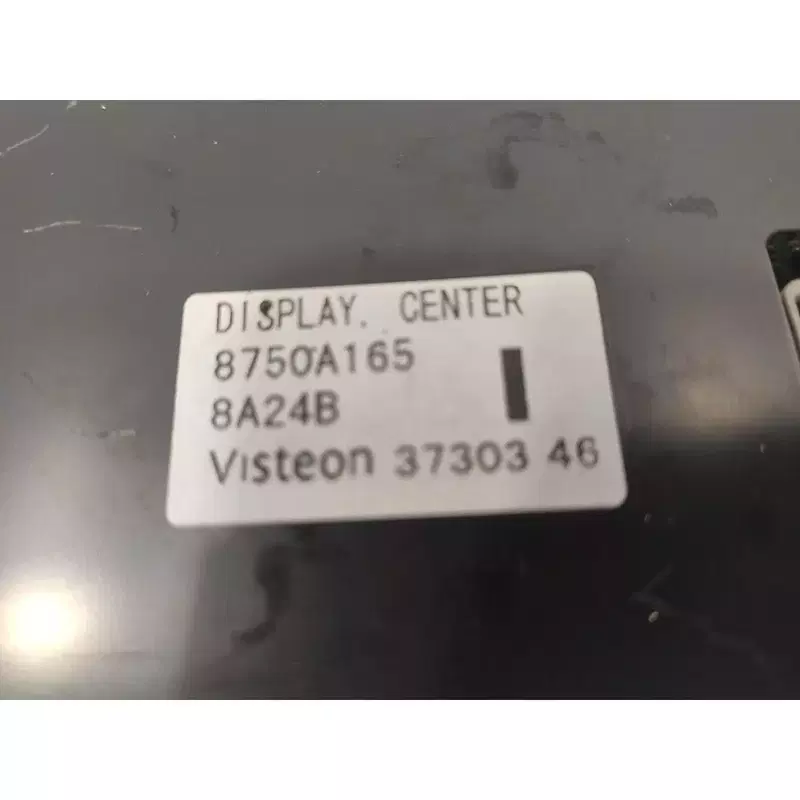 DISPLAY. CENTER
8750A165
8A24B
Visteon 37303 46